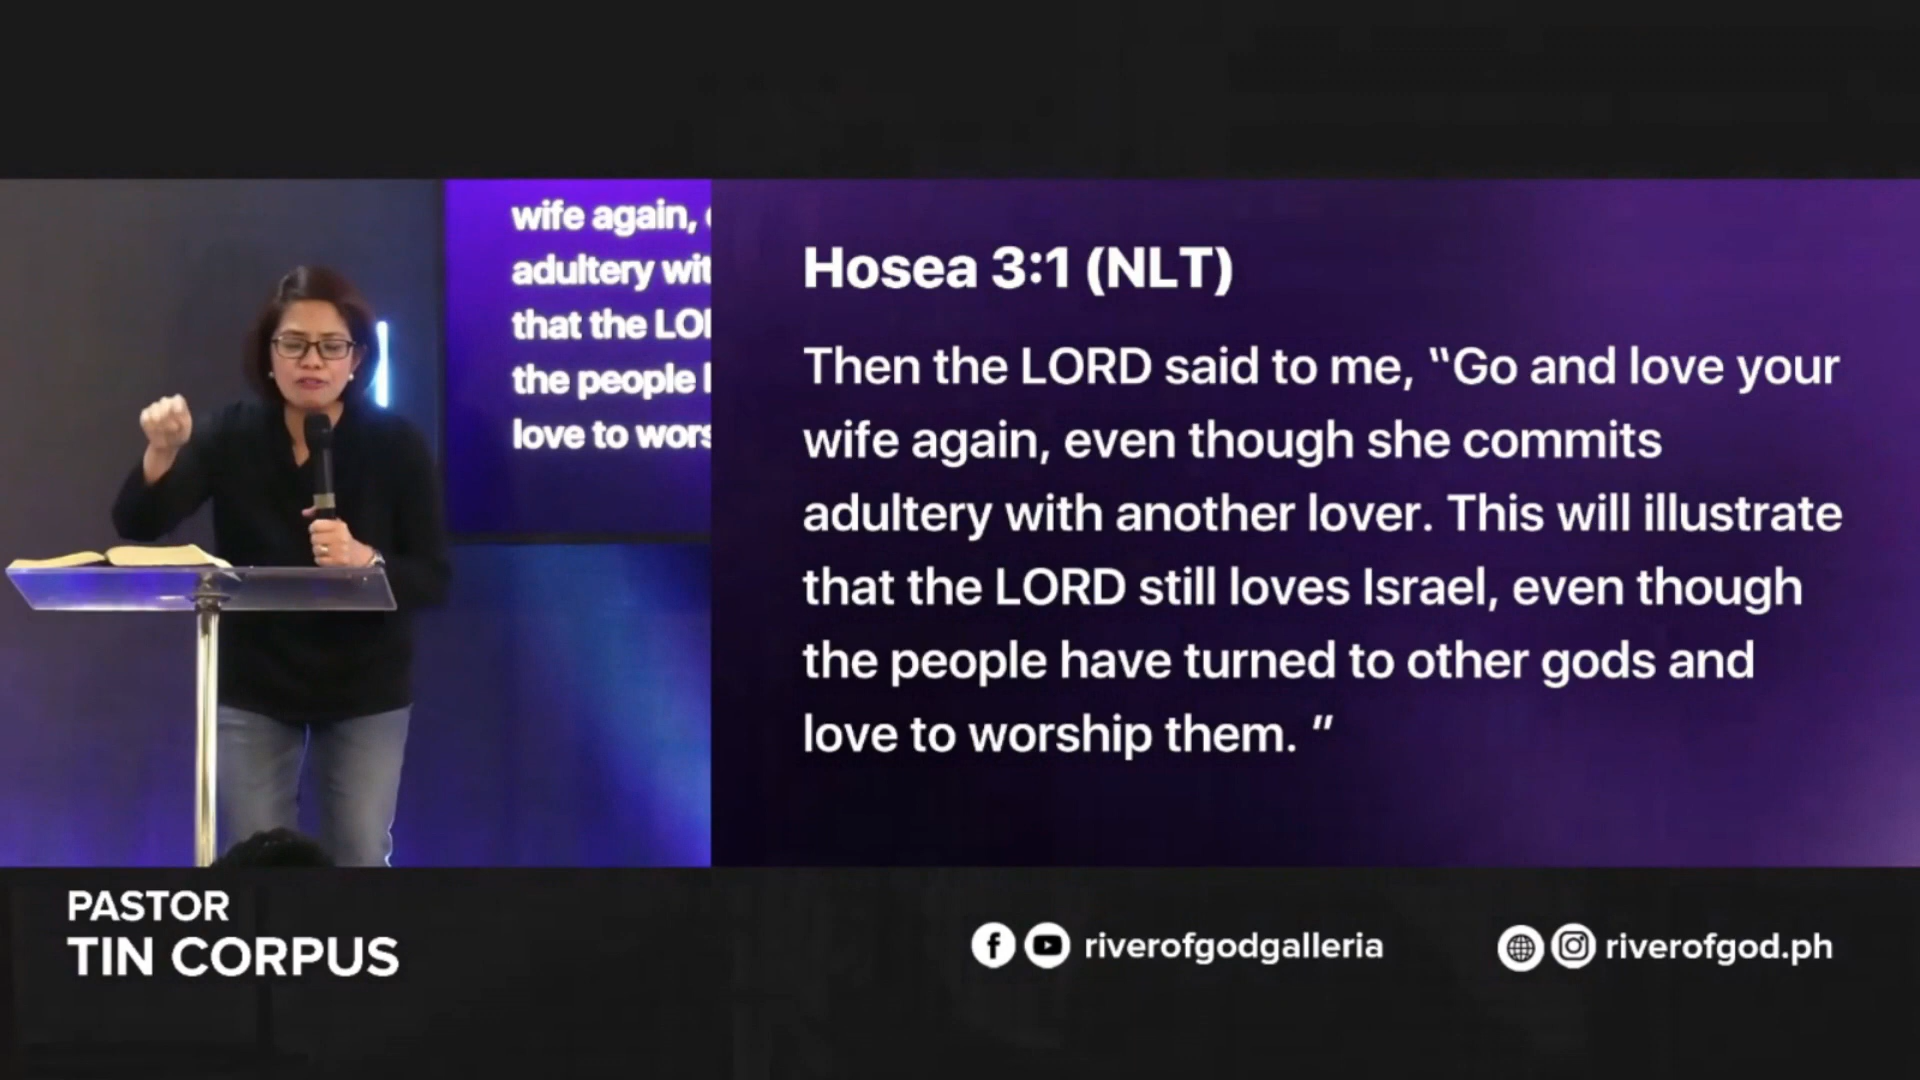 wife again,
adultery wit
that the LOI
the people
love to wors
Hosea 3:1 (NLT)
Then the LORD said to me, “Go and love your
wife again, even though she commits
adultery with another lover. This will illustrate
that the LORD still loves Israel, even though
the people have turned to other gods and
love to worship them. ”
PASTOR
TIN CORPUS
riverofgodgalleria
riverofgod.ph